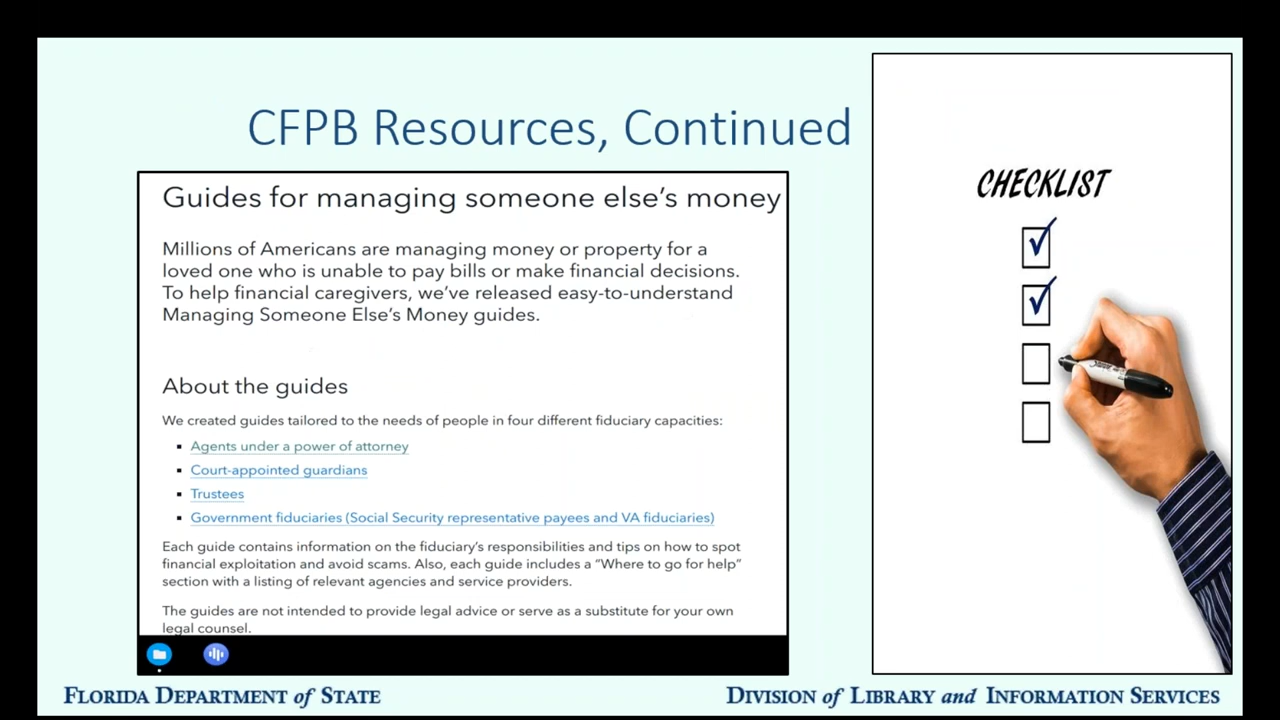 CFPB Resources, Continued
Guides for managing someone else’s money
Millions of Americans are managing money or property for a
loved one who is unable to pay bills or make financial decisions.
To help financial caregivers, we’ve released easy-to-understand
Managing Someone Else’s Money guides.
About the guides
We created guides tailored to the needs of people in four different fiduciary capacities:
▪ Agents under a power of attorney
▪ Court-appointed guardians
▪ Trustees
▪ Government fiduciaries (Social Security representative payees and VA fiduciaries)
Each guide contains information on the fiduciary’s responsibilities and tips on how to spot
financial exploitation and avoid scams. Also, each guide includes a “Where to go for help”
section with a listing of relevant agencies and service providers.
The guides are not intended to provide legal advice or serve as a substitute for your own
legal counsel.
CHECKLIST
FLORIDA DEPARTMENT of STATE
DIVISION of LIBRARY and INFORMATION SERVICES